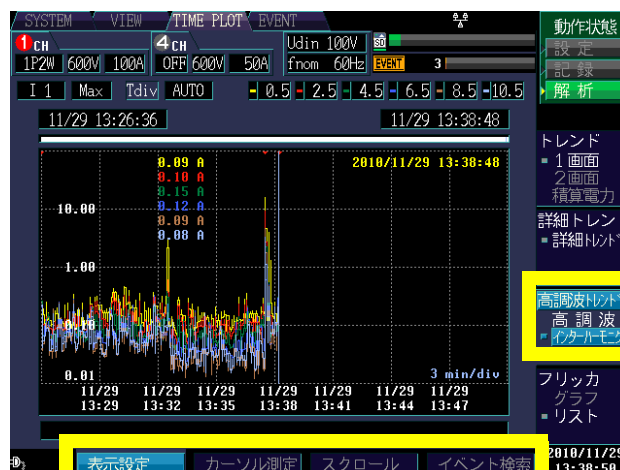 SYSTEM VIEW TIME PLOT EVENT
動作状態
1 CH 4 CH Udin 100V SD
設 定
1P2W 600V 100A OFF 600V 50A fnom 60Hz EVENT 3
記 録
解 析
I 1 Max Tdiv AUTO - 0.5 - 2.5 - 4.5 - 6.5 - 8.5 -10.5
11/29 13:26:36 11/29 13:38:48
トレンド
1画面
2画面
積算電力
0.09 A 2010/11/29 13:38:48
0.10 A
0.15 A
0.12 A
0.09 A
0.08 A
10.00
1.00
0.10
0.01
3 min/div
詳細トレン
詳細トレンド
高調波トレンド
高 調 波
インターハーモニク
11/29 11/29 11/29 11/29 11/29 11/29 11/29
13:29 13:32 13:35 13:38 13:41 13:44 13:47
フリッカ
グラフ
リスト
表示設定 カーソル測定 スクロール イベント検索
2010/11/29
13:38:50